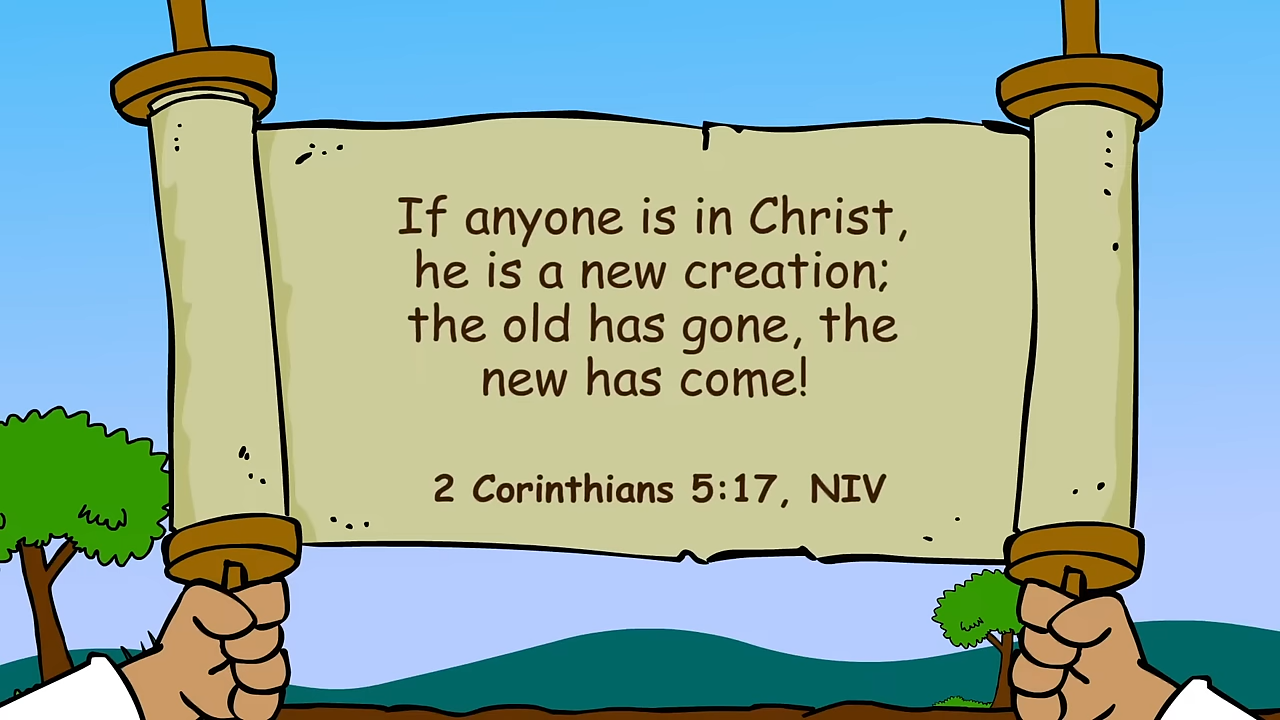 If anyone is in Christ,
he is a new creation;
the old has gone, the
new has come!
2 Corinthians 5:17, NIV